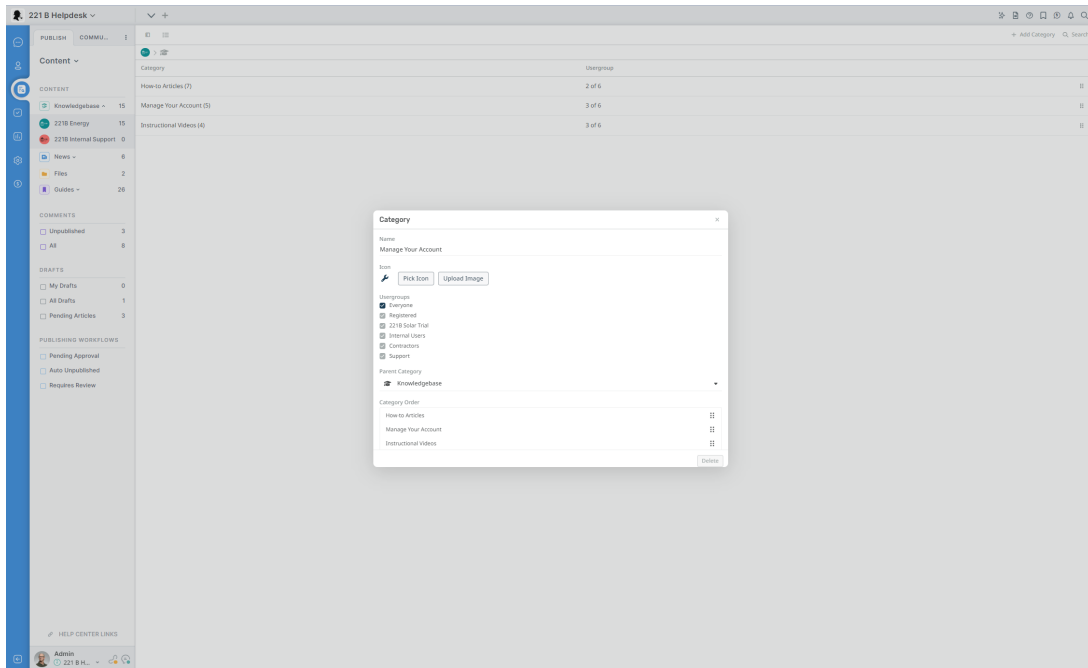 221 B Helpdesk
PUBLISH COMMU...
+ Add Category Search
Content
Category Usergroup
How-to Articles (7) 2 of 6
Manage Your Account (5) 3 of 6
Instructional Videos (4) 3 of 6
CONTENT
Knowledgebase 15
221B Energy 15
221B Internal Support 0
News 6
Files 2
Guides 26
COMMENTS
Unpublished 3
All 8
DRAFTS
My Drafts 0
All Drafts 1
Pending Articles 3
PUBLISHING WORKFLOWS
Pending Approval
Auto Unpublished
Requires Review
HELP CENTER LINKS
Admin
221 B H...
Category
Name
Manage Your Account
Icon
Pick Icon Upload Image
Usergroups
Everyone
Registered
221B Solar Trial
Internal Users
Contractors
Support
Parent Category
Knowledgebase
Category Order
How-to Articles
Manage Your Account
Instructional Videos
Delete